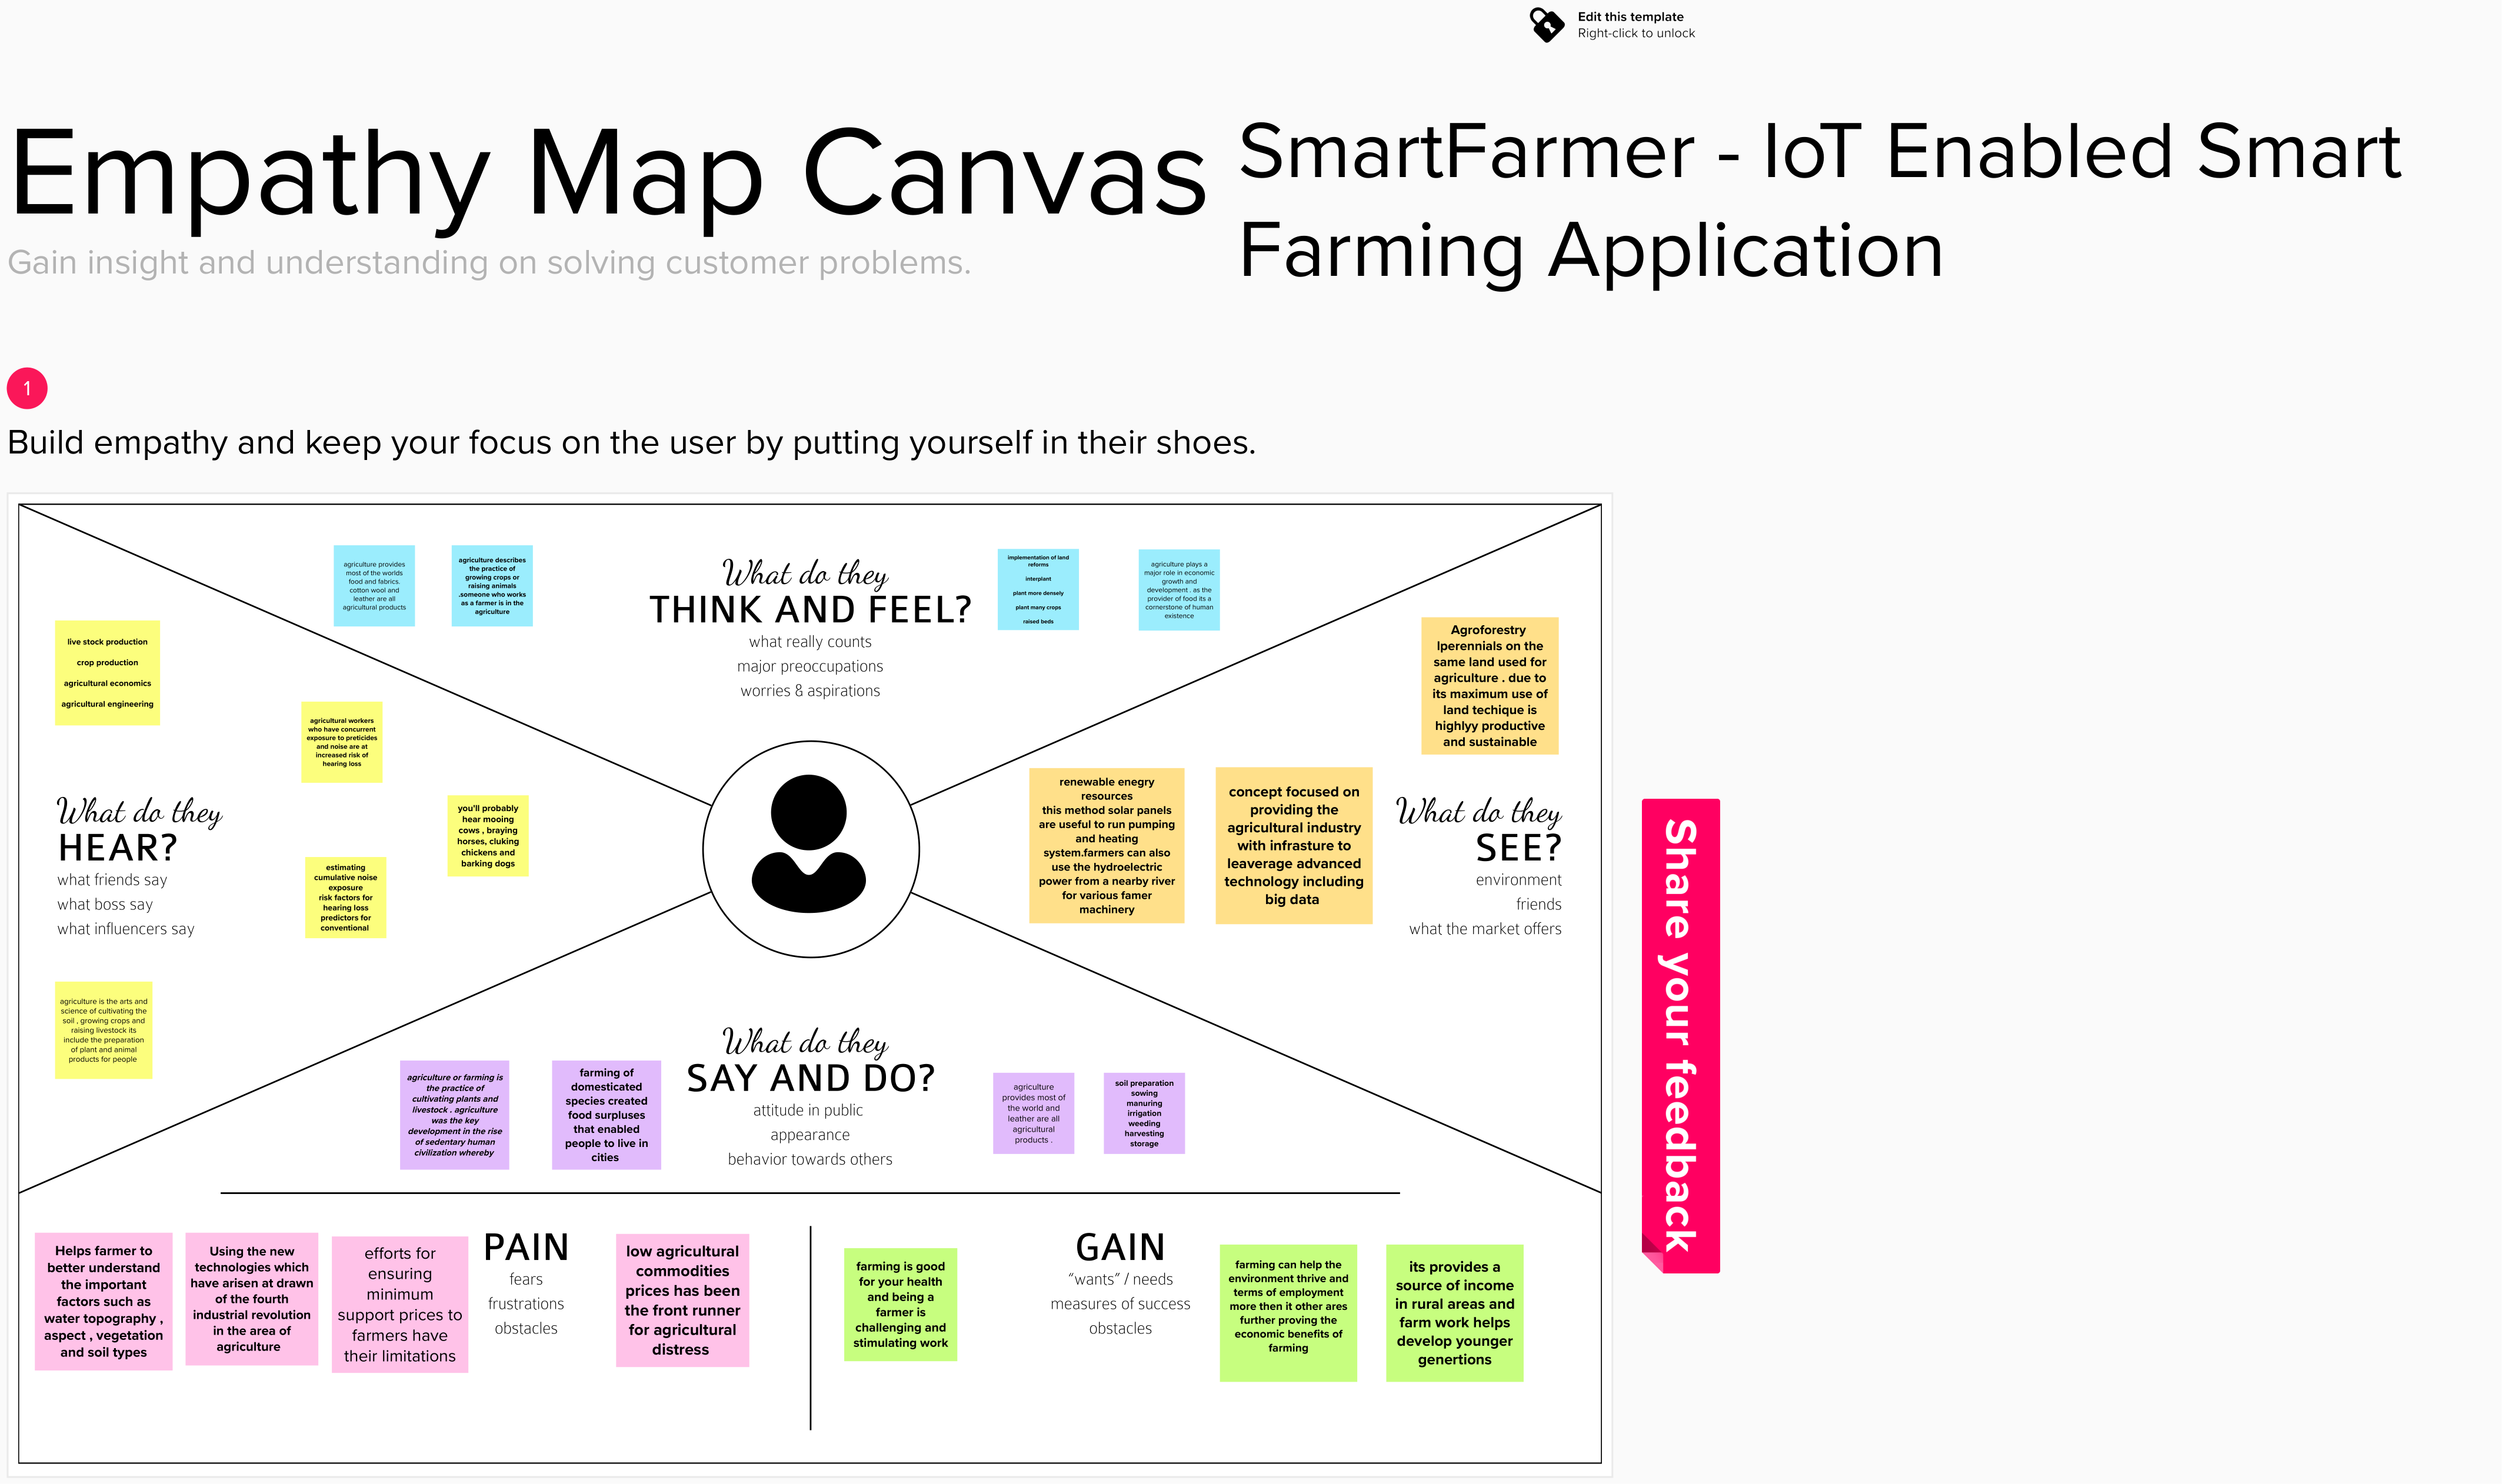 Edit this template
Right-click to unlock
Empathy Map Canvas
Gain insight and understanding on solving customer problems.
SmartFarmer - IoT Enabled Smart
Farming Application
1
Build empathy and keep your focus on the user by putting yourself in their shoes.
What do they
THINK AND FEEL?
what really counts
major preoccupations
worries & aspirations
agriculture provides
most of the worlds
food and fabrics.
cotton wool and
leather are all
agricultural products
agriculture describes
the practice of
growing crops or
raising animals
.someone who works
as a farmer is in the
agriculture
implementation of land
reforms
interplant
plant more densely
plant many crops
raised beds
agriculture plays a
major role in economic
growth and
development . as the
provider of food its a
cornerstone of human
existence
live stock production
crop production
agricultural economics
agricultural engineering
agricultural workers
who have concurrent
exposure to preticides
and noise are at
increased risk of
hearing loss
you'll probably
hear mooing
cows , braying
horses, cluking
chickens and
barking dogs
What do they
HEAR?
what friends say
what boss say
what influencers say
estimating
cumulative noise
exposure
risk factors for
hearing loss
predictors for
conventional
agriculture is the arts and
science of cultivating the
soil , growing crops and
raising livestock its
include the preparation
of plant and animal
products for people
Agroforestry
lperennials on the
same land used for
agriculture . due to
its maximum use of
land techique is
highlyy productive
and sustainable
renewable enegry
resources
this method solar panels
are useful to run pumping
and heating
system.farmers can also
use the hydroelectric
power from a nearby river
for various famer
machinery
concept focused on
providing the
agricultural industry
with infrasture to
leaverage advanced
technology including
big data
What do they
SEE?
environment
friends
what the market offers
What do they
SAY AND DO?
attitude in public
appearance
behavior towards others
agriculture or farming is
the practice of
cultivating plants and
livestock . agriculture
was the key
development in the rise
of sedentary human
civilization whereby
farming of
domesticated
species created
food surpluses
that enabled
people to live in
cities
agriculture
provides most of
the world and
leather are all
agricultural
products .
soil preparation
sowing
manuring
irrigation
weeding
harvesting
storage
Share your feedback
Helps farmer to
better understand
the important
factors such as
water topography ,
aspect , vegetation
and soil types
Using the new
technologies which
have arisen at drawn
of the fourth
industrial revolution
in the area of
agriculture
efforts for
ensuring
minimum
support prices to
farmers have
their limitations
PAIN
fears
frustrations
obstacles
low agricultural
commodities
prices has been
the front runner
for agricultural
distress
farming is good
for your health
and being a
farmer is
challenging and
stimulating work
GAIN
“wants” / needs
measures of success
obstacles
farming can help the
environment thrive and
terms of employment
more then it other ares
further proving the
economic benefits of
farming
its provides a
source of income
in rural areas and
farm work helps
develop younger
genertions